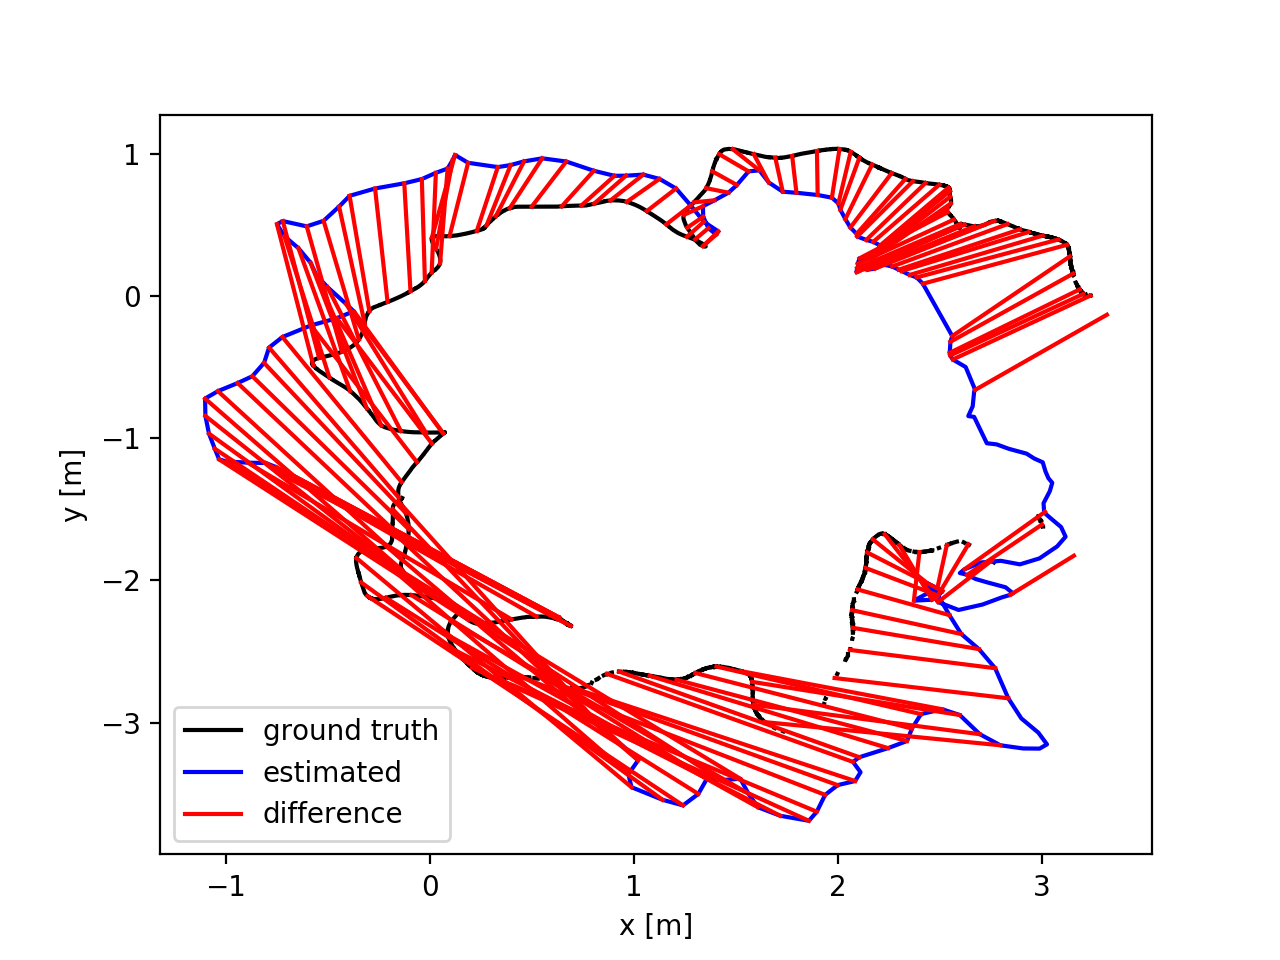 1
0
−1
−2
−3
y [m]
ground truth
estimated
difference
−1
0
1
2
3
x [m]